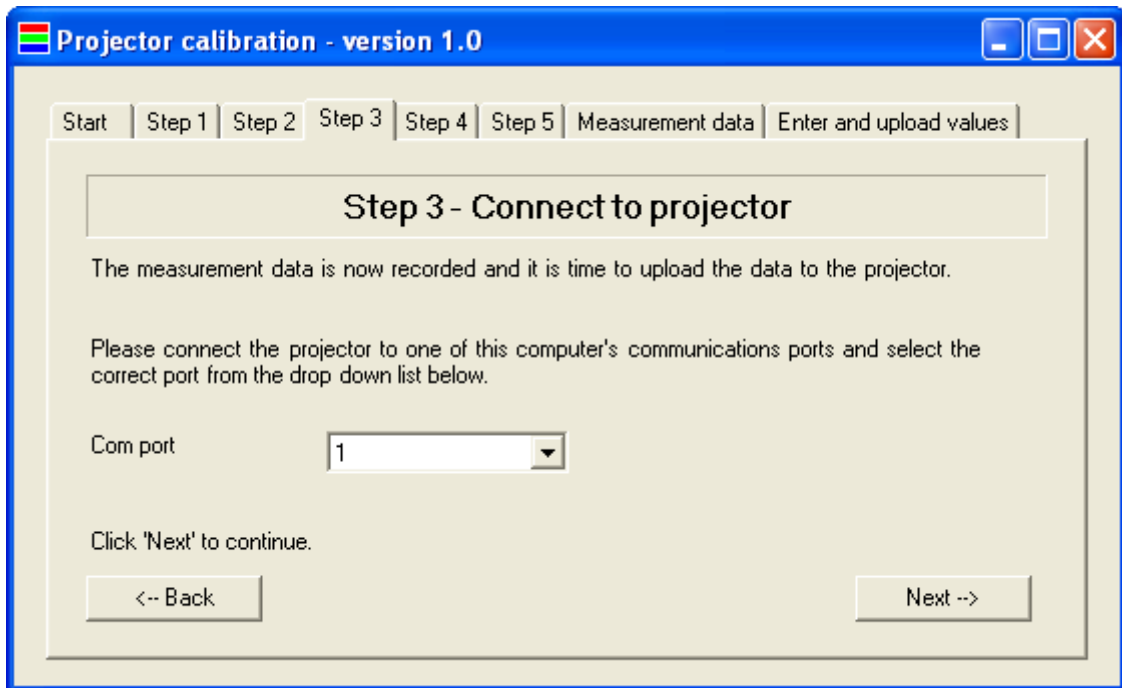 Projector calibration - version 1.0
Start Step 1 Step 2 Step 3 Step 4 Step 5 Measurement data Enter and upload values
Step 3 - Connect to projector
The measurement data is now recorded and it is time to upload the data to the projector.
Please connect the projector to one of this computer's communications ports and select the
correct port from the drop down list below.
Com port 1
Click 'Next' to continue.
<-- Back Next -->